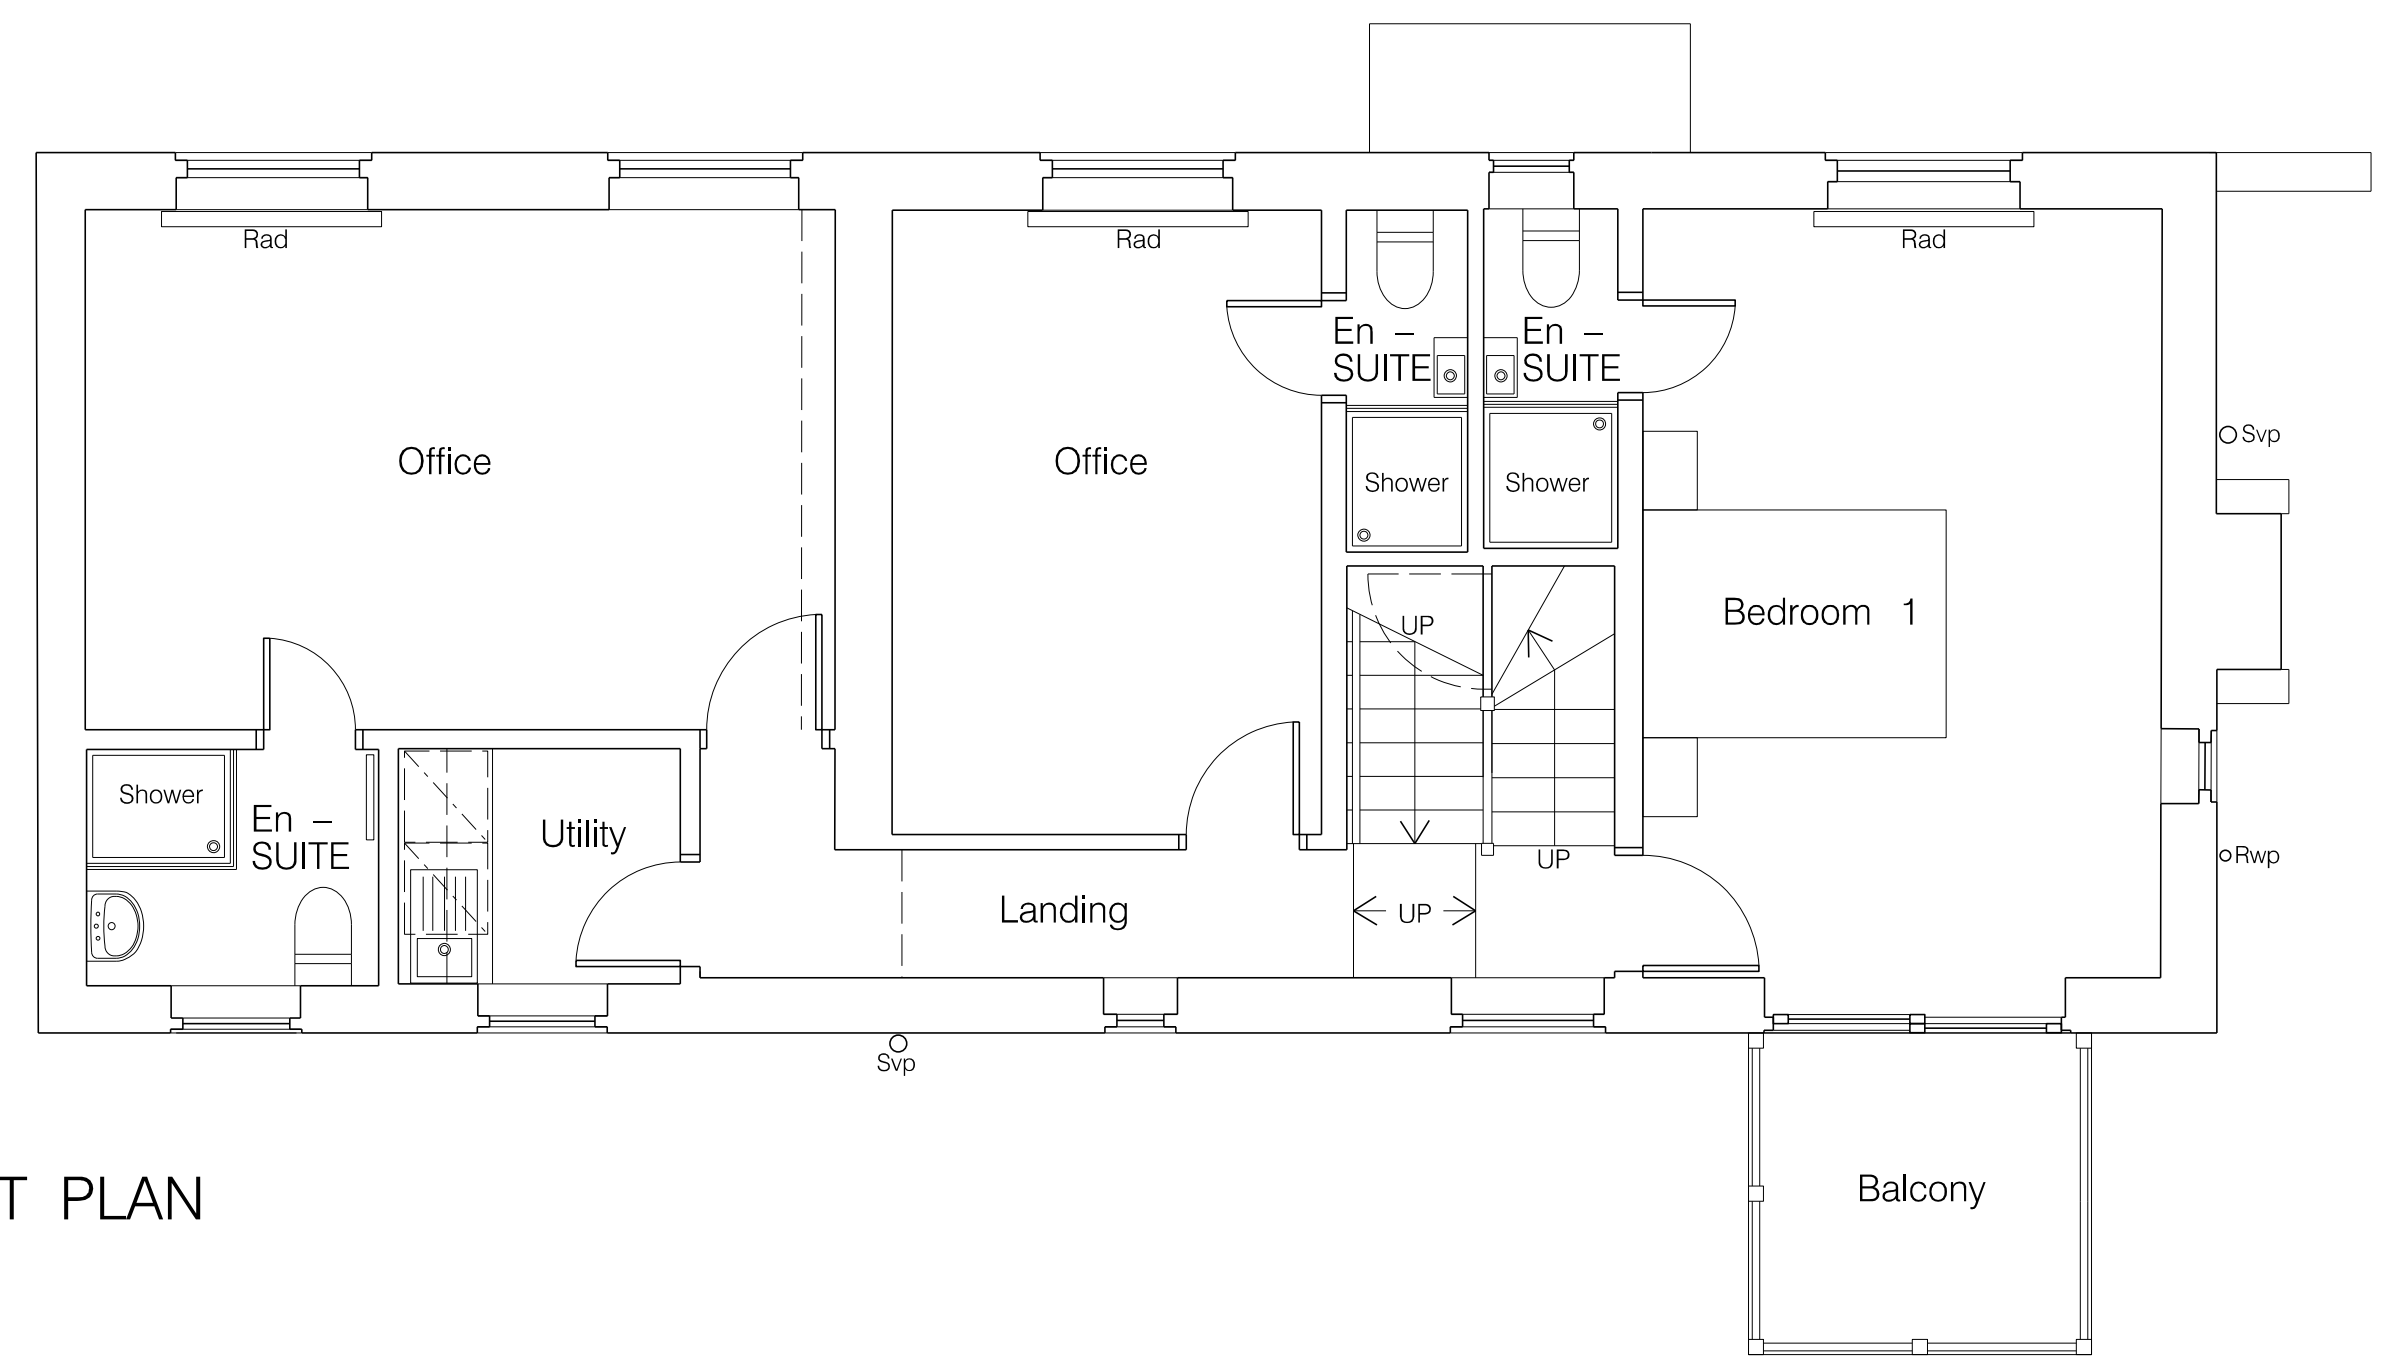 Rad
Rad
Rad
En –
SUITE
En –
SUITE
Svp
Office
Office
Shower
Shower
Bedroom 1
UP
Shower
En –
SUITE
Utility
UP
Rwp
Landing
UP
Svp
Balcony
T PLAN